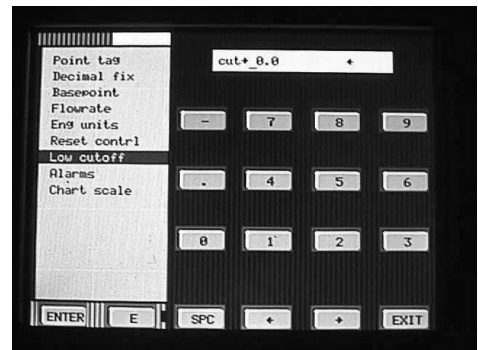 Point tag
Decimal fix
Basepoint
Flowrate
Eng units
Reset contrl
Low cutoff
Alarms
Chart scale
cut+_0.0 ←
- 7 8 9
. 4 5 6
0 1 2 3
ENTER E SPC ← → EXIT